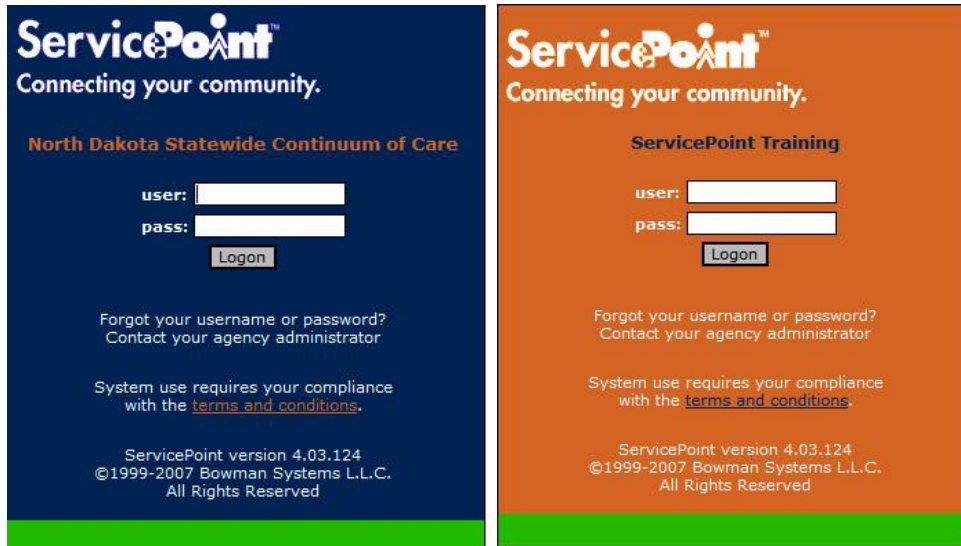 ServicePoint™
Connecting your community.
North Dakota Statewide Continuum of Care
user:
pass:
Logon
Forgot your username or password?
Contact your agency administrator
System use requires your compliance
with the terms and conditions.
ServicePoint version 4.03.124
©1999-2007 Bowman Systems L.L.C.
All Rights Reserved
ServicePoint™
Connecting your community.
ServicePoint Training
user:
pass:
Logon
Forgot your username or password?
Contact your agency administrator
System use requires your compliance
with the terms and conditions.
ServicePoint version 4.03.124
©1999-2007 Bowman Systems L.L.C.
All Rights Reserved